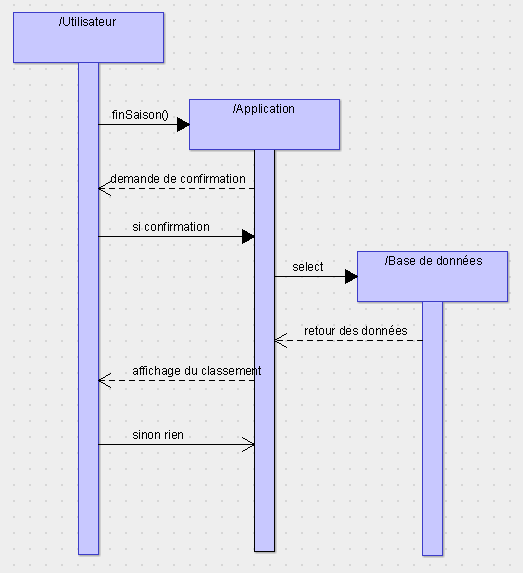 /Utilisateur
/Application
finSaison()
demande de confirmation
si confirmation
/Base de données
select
retour des données
affichage du classement
sinon rien